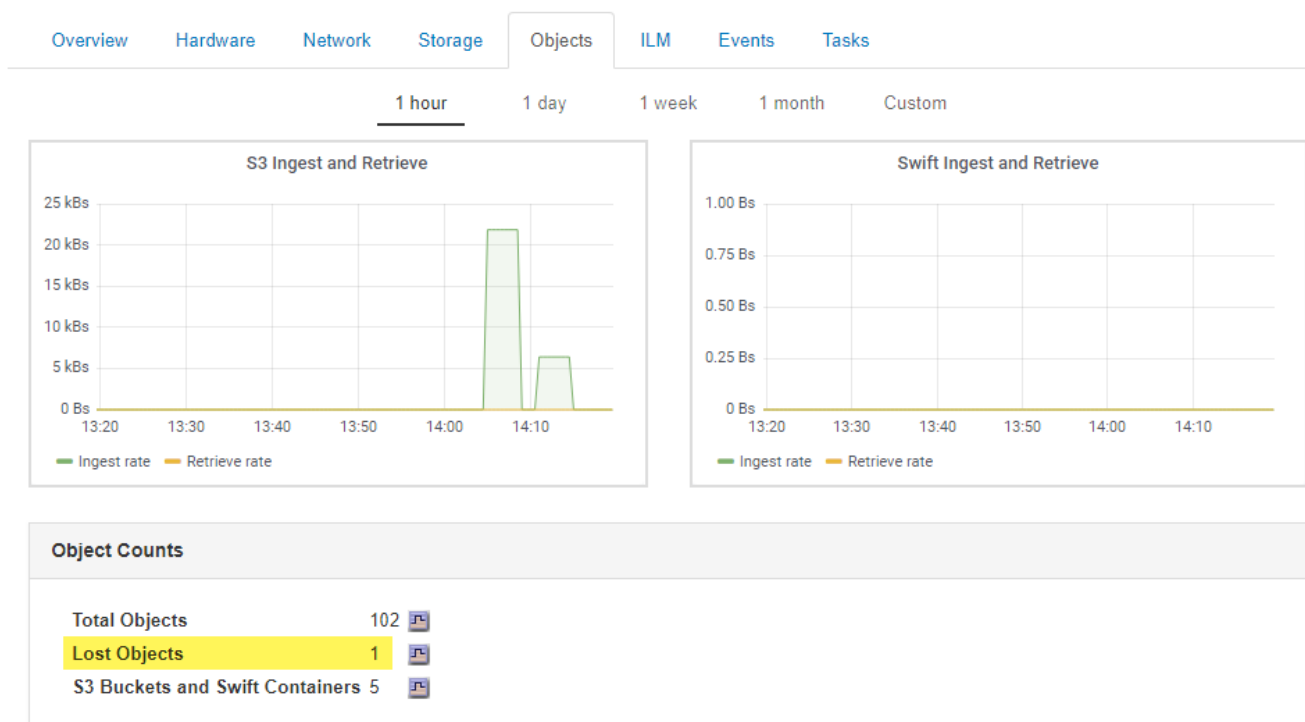 Overview Hardware Network Storage Objects ILM Events Tasks
1 hour 1 day 1 week 1 month Custom
S3 Ingest and Retrieve
25 kBs
20 kBs
15 kBs
10 kBs
5 kBs
0 Bs
13:20 13:30 13:40 13:50 14:00 14:10
Ingest rate Retrieve rate
Swift Ingest and Retrieve
1.00 Bs
0.75 Bs
0.50 Bs
0.25 Bs
0 Bs
13:20 13:30 13:40 13:50 14:00 14:10
Ingest rate Retrieve rate
Object Counts
Total Objects 102
Lost Objects 1
S3 Buckets and Swift Containers 5